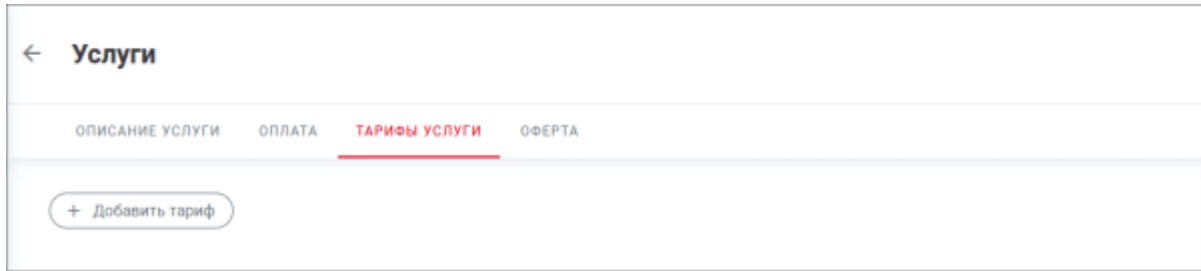 Услуги
ОПИСАНИЕ УСЛУГИ ОПЛАТА ТАРИФЫ УСЛУГИ ОФЕРТА
+ Добавить тариф